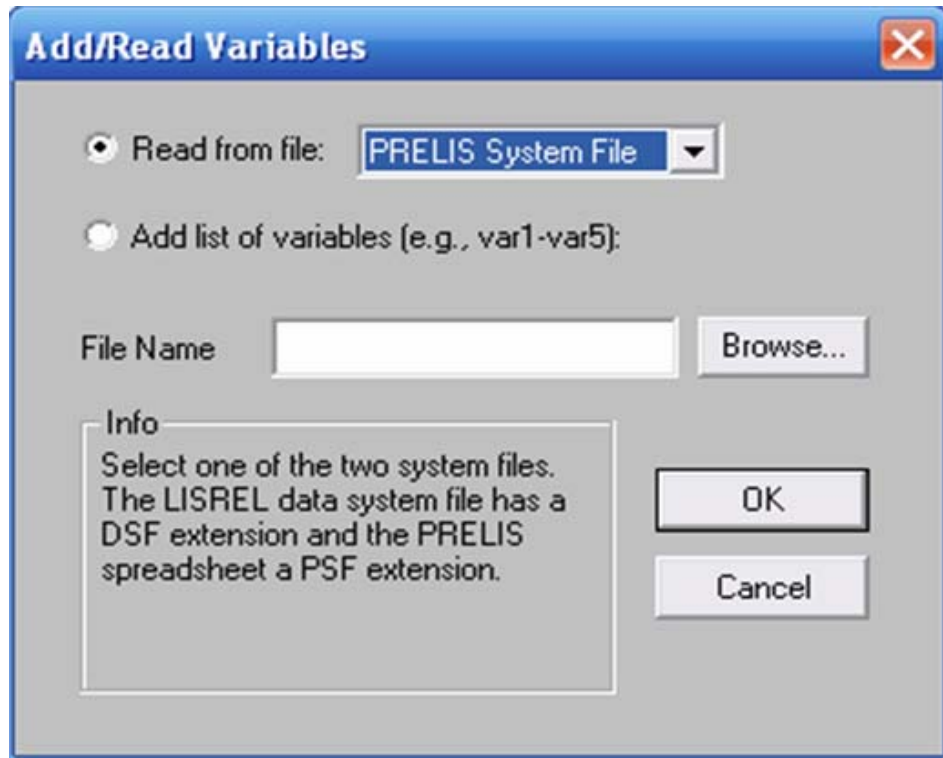 Add/Read Variables
Read from file: PRELIS System File
Add list of variables (e.g., var1-var5):
File Name Browse...
Info
Select one of the two system files.
The LISREL data system file has a
DSF extension and the PRELIS
spreadsheet a PSF extension.
OK
Cancel